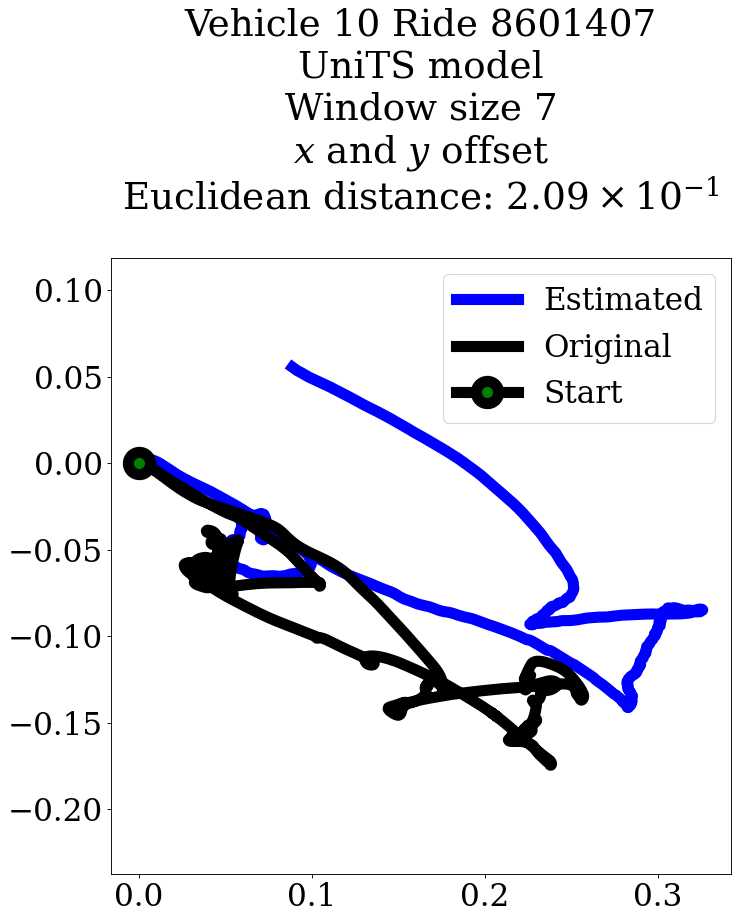 Vehicle 10 Ride 8601407
UniTS model
Window size 7
x and y offset
Euclidean distance: 2.09 × 10⁻¹
Estimated
Original
Start
0.10
0.05
0.00
−0.05
−0.10
−0.15
−0.20
0.0 0.1 0.2 0.3